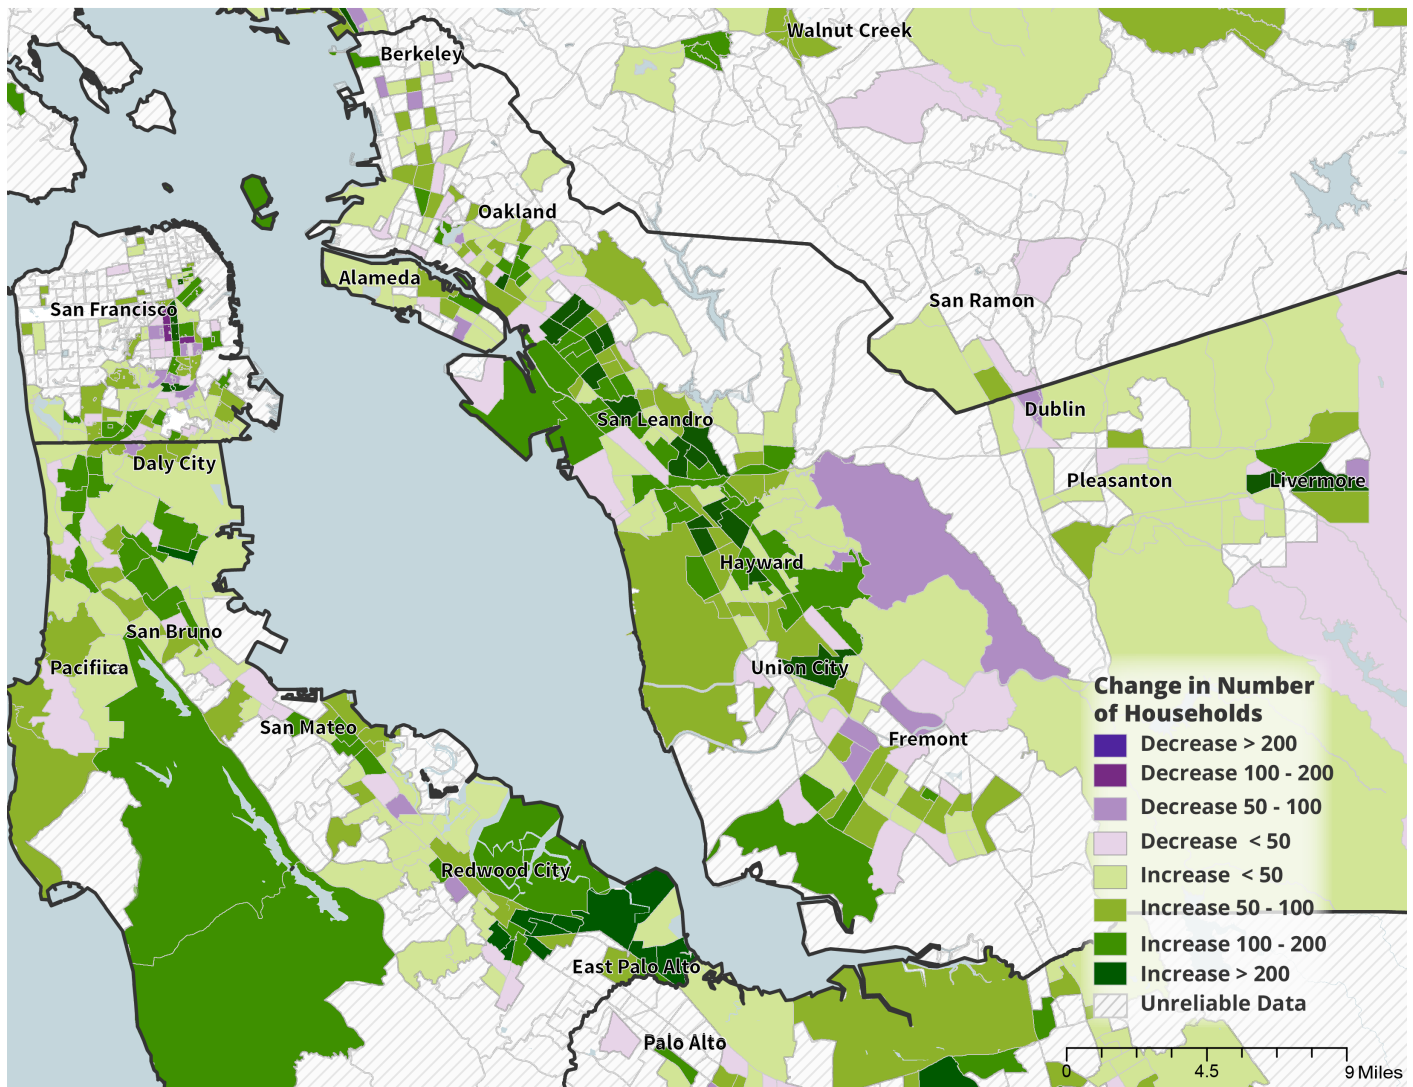 Walnut Creek
Berkeley
Oakland
Alameda
San Francisco
San Ramon
Dublin
San Leandro
Daly City
Pleasanton
Livermore
Hayward
San Bruno
Pacifiica
Union City
San Mateo
Fremont
Redwood City
East Palo Alto
Palo Alto
Change in Number
of Households
Decrease > 200
Decrease 100 - 200
Decrease 50 - 100
Decrease < 50
Increase < 50
Increase 50 - 100
Increase 100 - 200
Increase > 200
Unreliable Data
0 4.5 9 Miles